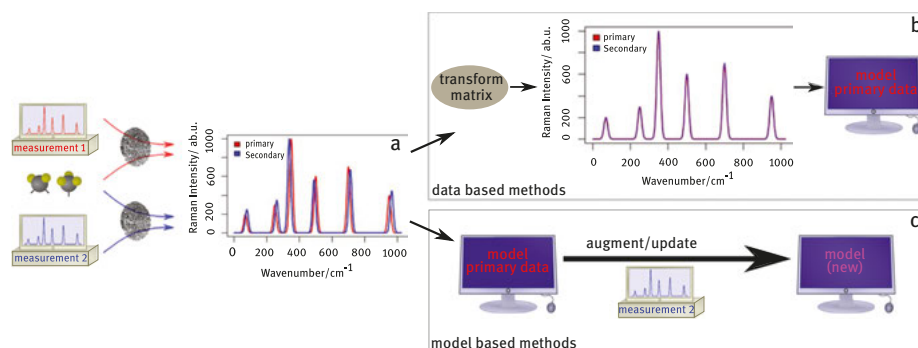 measurement 1
measurement 2
a
primary
Secondary
Raman Intensity/ ab.u.
0 200 600 1000
0 200 400 600 800 1000
Wavenumber/cm-1
b
transform
matrix
primary
Secondary
Raman Intensity/ ab.u.
0 200 600 1000
0 200 400 600 800 1000
Wavenumber/cm-1
model
primary data
data based methods
d
model
primary data
augment/update
measurement 2
model
(new)
model based methods